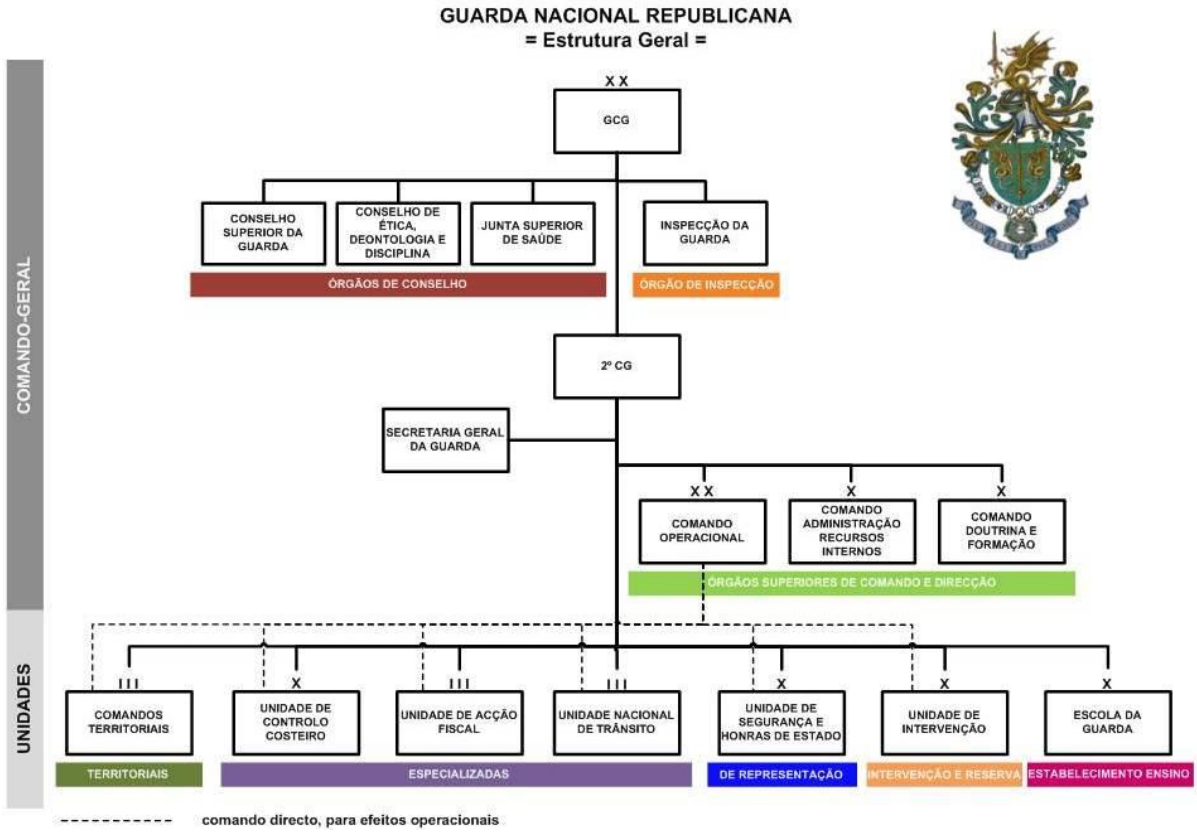 GUARDA NACIONAL REPUBLICANA
= Estrutura Geral =
COMANDO-GERAL
X X
GCG
CONSELHO
SUPERIOR DA
GUARDA
CONSELHO DE
ÉTICA,
DEONTOLOGIA E
DISCIPLINA
JUNTA SUPERIOR
DE SAÚDE
INSPECÇÃO DA
GUARDA
ÓRGÃOS DE CONSELHO
ÓRGÃO DE INSPECÇÃO
2º CG
SECRETARIA GERAL
DA GUARDA
X X
COMANDO
OPERACIONAL
X
COMANDO
ADMINISTRAÇÃO
RECURSOS
INTERNOS
X
COMANDO
DOUTRINA E
FORMAÇÃO
ÓRGÃOS SUPERIORES DE COMANDO E DIRECÇÃO
UNIDADES
I I I
COMANDOS
TERRITORIAIS
X
UNIDADE DE
CONTROLO
COSTEIRO
I I I
UNIDADE DE ACÇÃO
FISCAL
I I I
UNIDADE NACIONAL
DE TRÂNSITO
X
UNIDADE DE
SEGURANÇA E
HONRAS DE ESTADO
X
UNIDADE DE
INTERVENÇÃO
X
ESCOLA DA
GUARDA
TERRITORIAIS
ESPECIALIZADAS
DE REPRESENTAÇÃO
INTERVENÇÃO E RESERVA
ESTABELECIMENTO ENSINO
comando directo, para efeitos operacionais